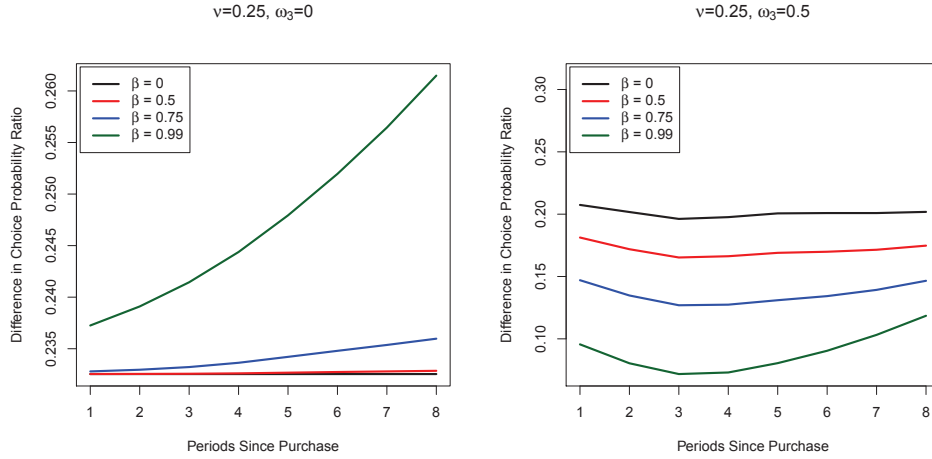 ν=0.25, ω3=0
Difference in Choice Probability Ratio
0.260
0.255
0.250
0.245
0.240
0.235
β = 0
β = 0.5
β = 0.75
β = 0.99
1 2 3 4 5 6 7 8
Periods Since Purchase
ν=0.25, ω3=0.5
Difference in Choice Probability Ratio
0.30
0.25
0.20
0.15
0.10
β = 0
β = 0.5
β = 0.75
β = 0.99
1 2 3 4 5 6 7 8
Periods Since Purchase